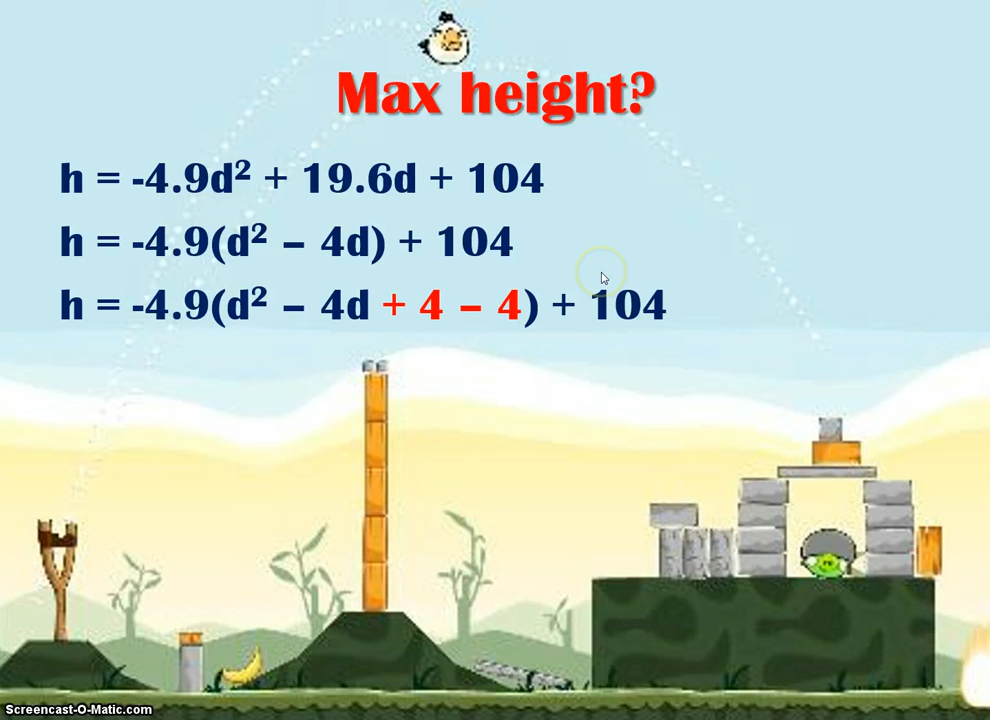 Max height?
h = -4.9d² + 19.6d + 104
h = -4.9(d² – 4d) + 104
h = -4.9(d² – 4d + 4 – 4) + 104
Screencast-O-Matic.com